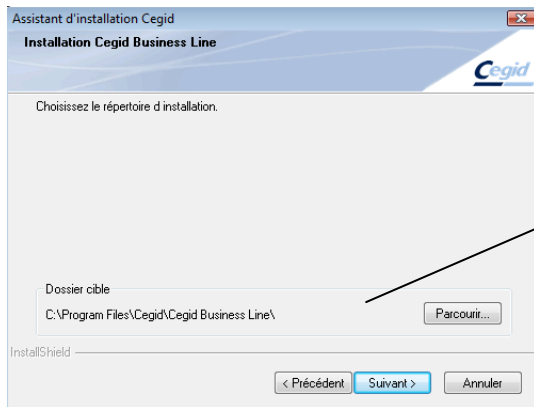 Assistant d'installation Cegid
Installation Cegid Business Line
Cegid
Choisissez le répertoire d installation.
Dossier cible
C:\Program Files\Cegid\Cegid Business Line\
Parcourir...
InstallShield
< Précédent
Suivant >
Annuler